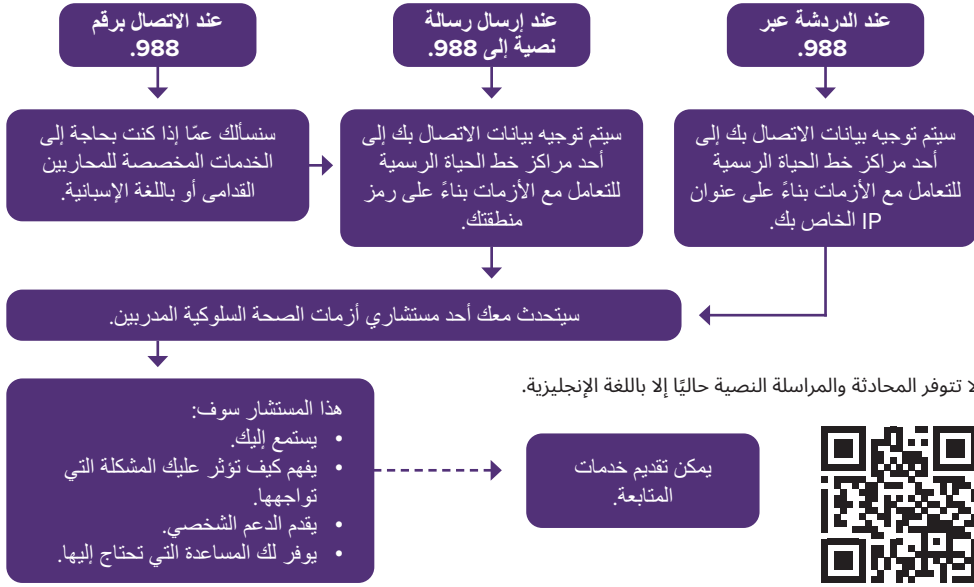 عند الاتصال برقم
988.
عند إرسال رسالة
نصية إلى 988.
عند الدردشة عبر
988.
سنسألك عمّا إذا كنت بحاجة إلى
الخدمات المخصصة للمحاربين
القدامى أو باللغة الإسبانية.
سيتم توجيه بيانات الاتصال بك إلى
أحد مراكز خط الحياة الرسمية
للتعامل مع الأزمات بناءً على رمز
منطقتك.
سيتم توجيه بيانات الاتصال بك إلى
أحد مراكز خط الحياة الرسمية
للتعامل مع الأزمات بناءً على عنوان
IP الخاص بك.
سيتحدث معك أحد مستشاري أزمات الصحة السلوكية المدربين.
لا تتوفر المحادثة والمراسلة النصية حاليًا إلا باللغة الإنجليزية.
هذا المستشار سوف:
• يستمع إليك.
• يفهم كيف تؤثر عليك المشكلة التي
تواجهها.
• يقدم الدعم الشخصي.
• يوفر لك المساعدة التي تحتاج إليها.
يمكن تقديم خدمات
المتابعة.